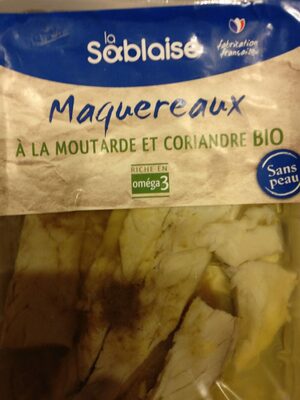 la
Sablaise
fabrication
française
Maquereaux
À LA MOUTARDE ET CORIANDRE BIO
RICHE EN
oméga3
Sans
peau